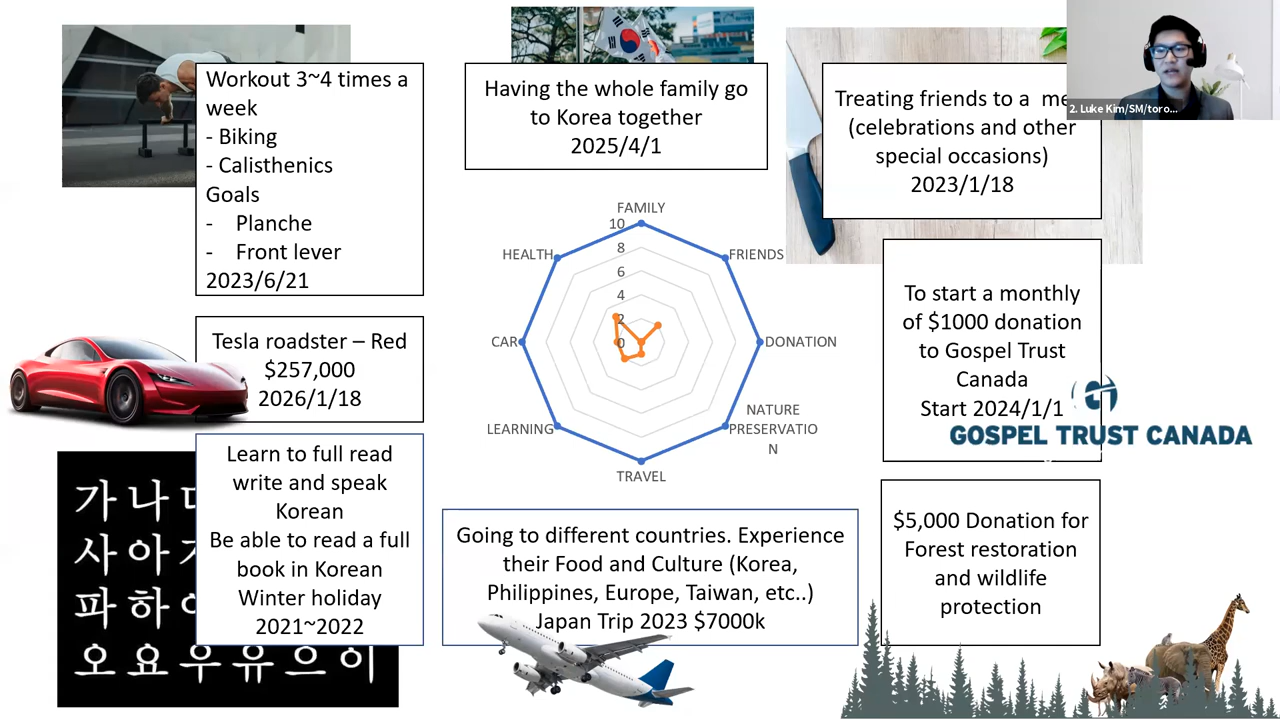 Workout 3~4 times a
week
- Biking
- Calisthenics
Goals
- Planche
- Front lever
2023/6/21
Having the whole family go
to Korea together
2025/4/1
Treating friends to a me
(celebrations and other
special occasions)
2023/1/18
2. Luke Kim/SM/toro...
FAMILY
10
8
6
4
2
0
HEALTH
FRIENDS
CAR
DONATION
LEARNING
NATURE
PRESERVATIO
N
TRAVEL
To start a monthly
of $1000 donation
to Gospel Trust
Canada
Start 2024/1/1
GOSPEL TRUST CANADA
Tesla roadster – Red
$257,000
2026/1/18
Learn to full read
write and speak
Korean
Be able to read a full
book in Korean
Winter holiday
2021~2022
가 나
사 아
파 하
오 요 우 유 으 이
Going to different countries. Experience
their Food and Culture (Korea,
Philippines, Europe, Taiwan, etc..)
Japan Trip 2023 $7000k
$5,000 Donation for
Forest restoration
and wildlife
protection